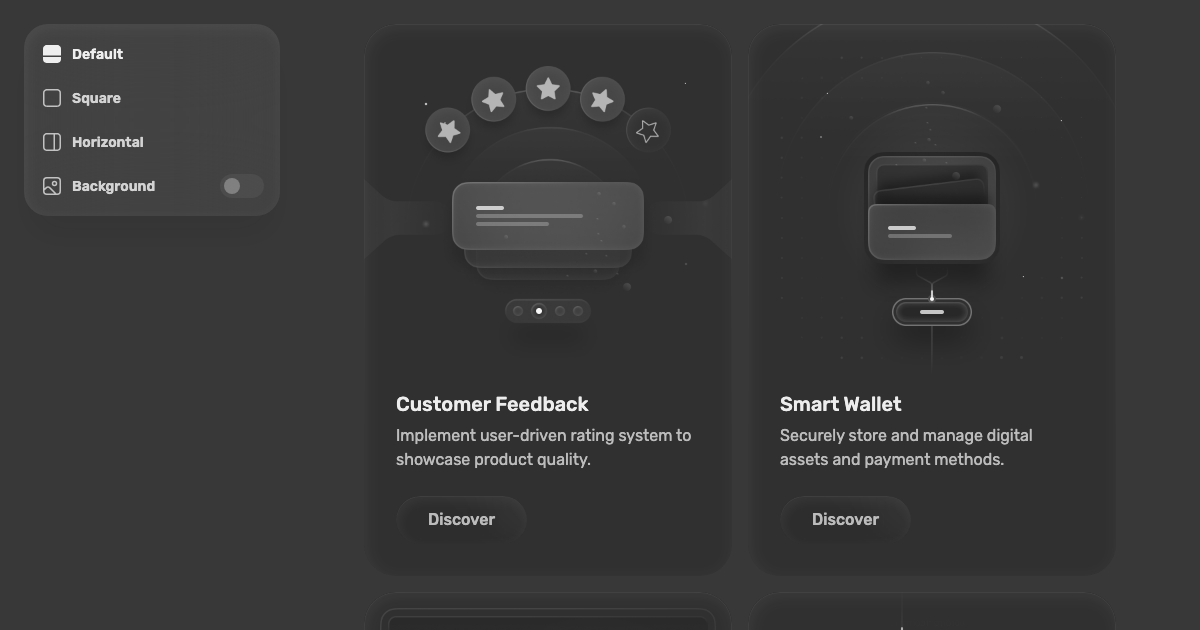 Default
Square
Horizontal
Background
Customer Feedback
Implement user-driven rating system to
showcase product quality.
Discover
Smart Wallet
Securely store and manage digital
assets and payment methods.
Discover